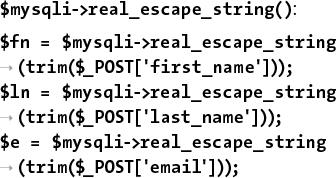 $mysqli->real_escape_string():
$fn = $mysqli->real_escape_string
→ (trim($_POST['first_name']));
$ln = $mysqli->real_escape_string
→ (trim($_POST['last_name']));
$e = $mysqli->real_escape_string
→ (trim($_POST['email']));